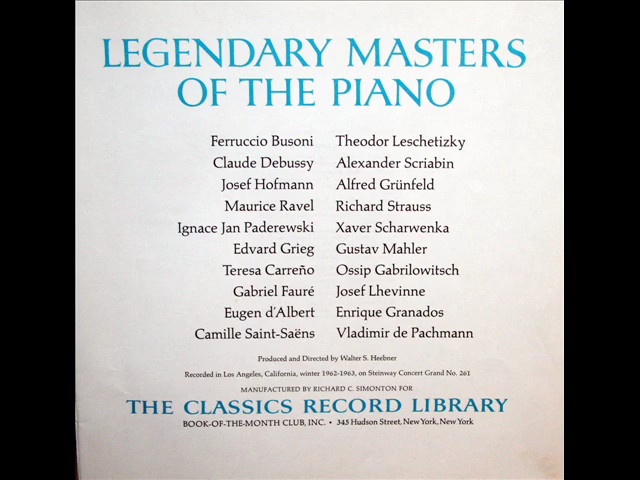 LEGENDARY MASTERS
OF THE PIANO
Ferruccio Busoni
Claude Debussy
Josef Hofmann
Maurice Ravel
Ignace Jan Paderewski
Edvard Grieg
Teresa Carreño
Gabriel Fauré
Eugen d'Albert
Camille Saint-Saëns
Theodor Leschetizky
Alexander Scriabin
Alfred Grünfeld
Richard Strauss
Xaver Scharwenka
Gustav Mahler
Ossip Gabrilowitsch
Josef Lhevinne
Enrique Granados
Vladimir de Pachmann
Produced and Directed by Walter S. Heebner
Recorded in Los Angeles, California, winter 1962-1963, on Steinway Concert Grand No. 261
MANUFACTURED BY RICHARD C. SIMONTON FOR
THE CLASSICS RECORD LIBRARY
BOOK-OF-THE-MONTH CLUB, INC. • 345 Hudson Street, New York, New York